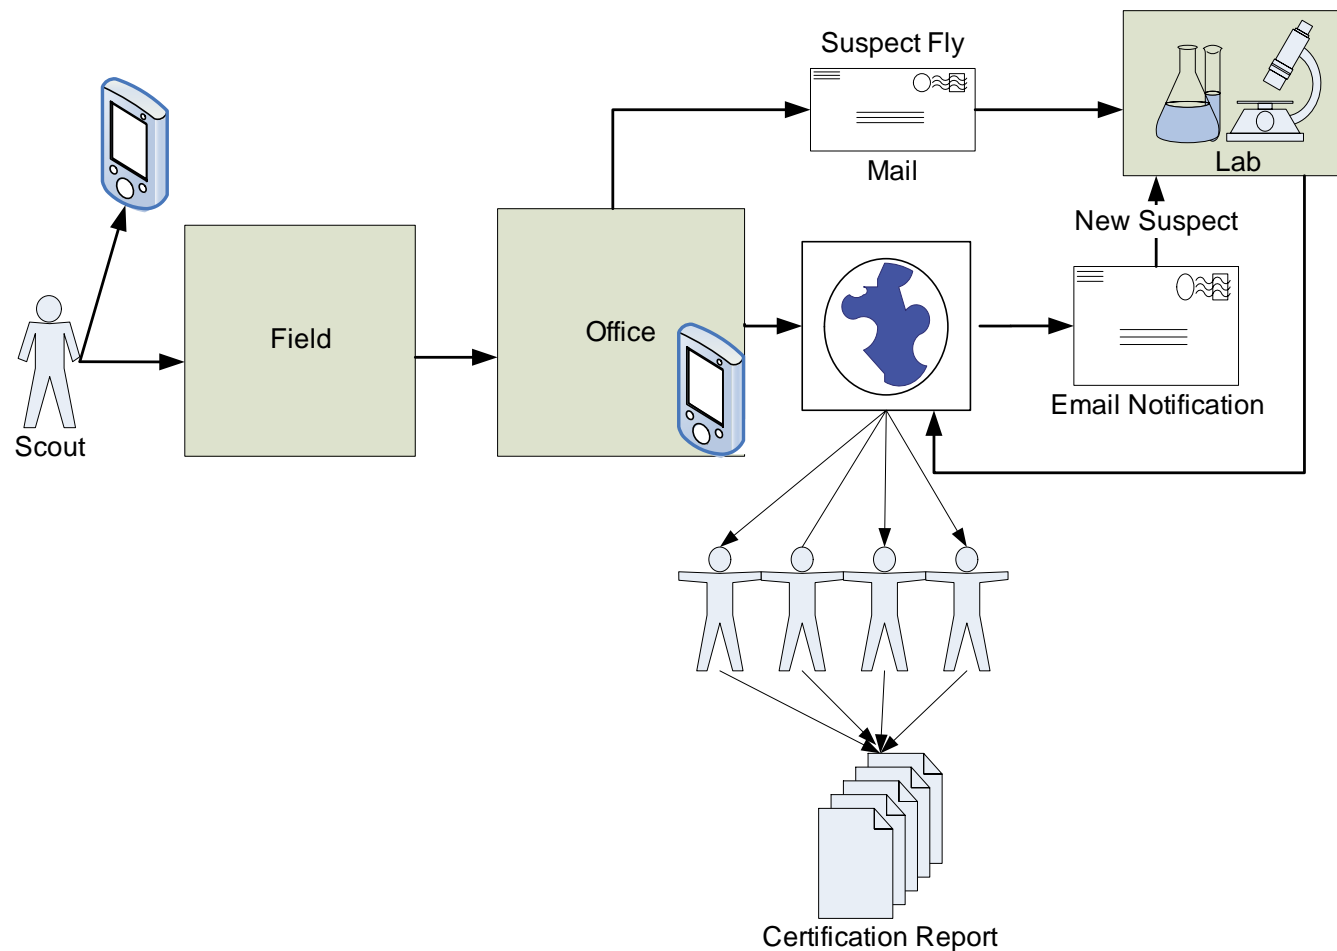 Suspect Fly
Mail
Lab
New Suspect
Field
Office
Scout
Email Notification
Certification Report